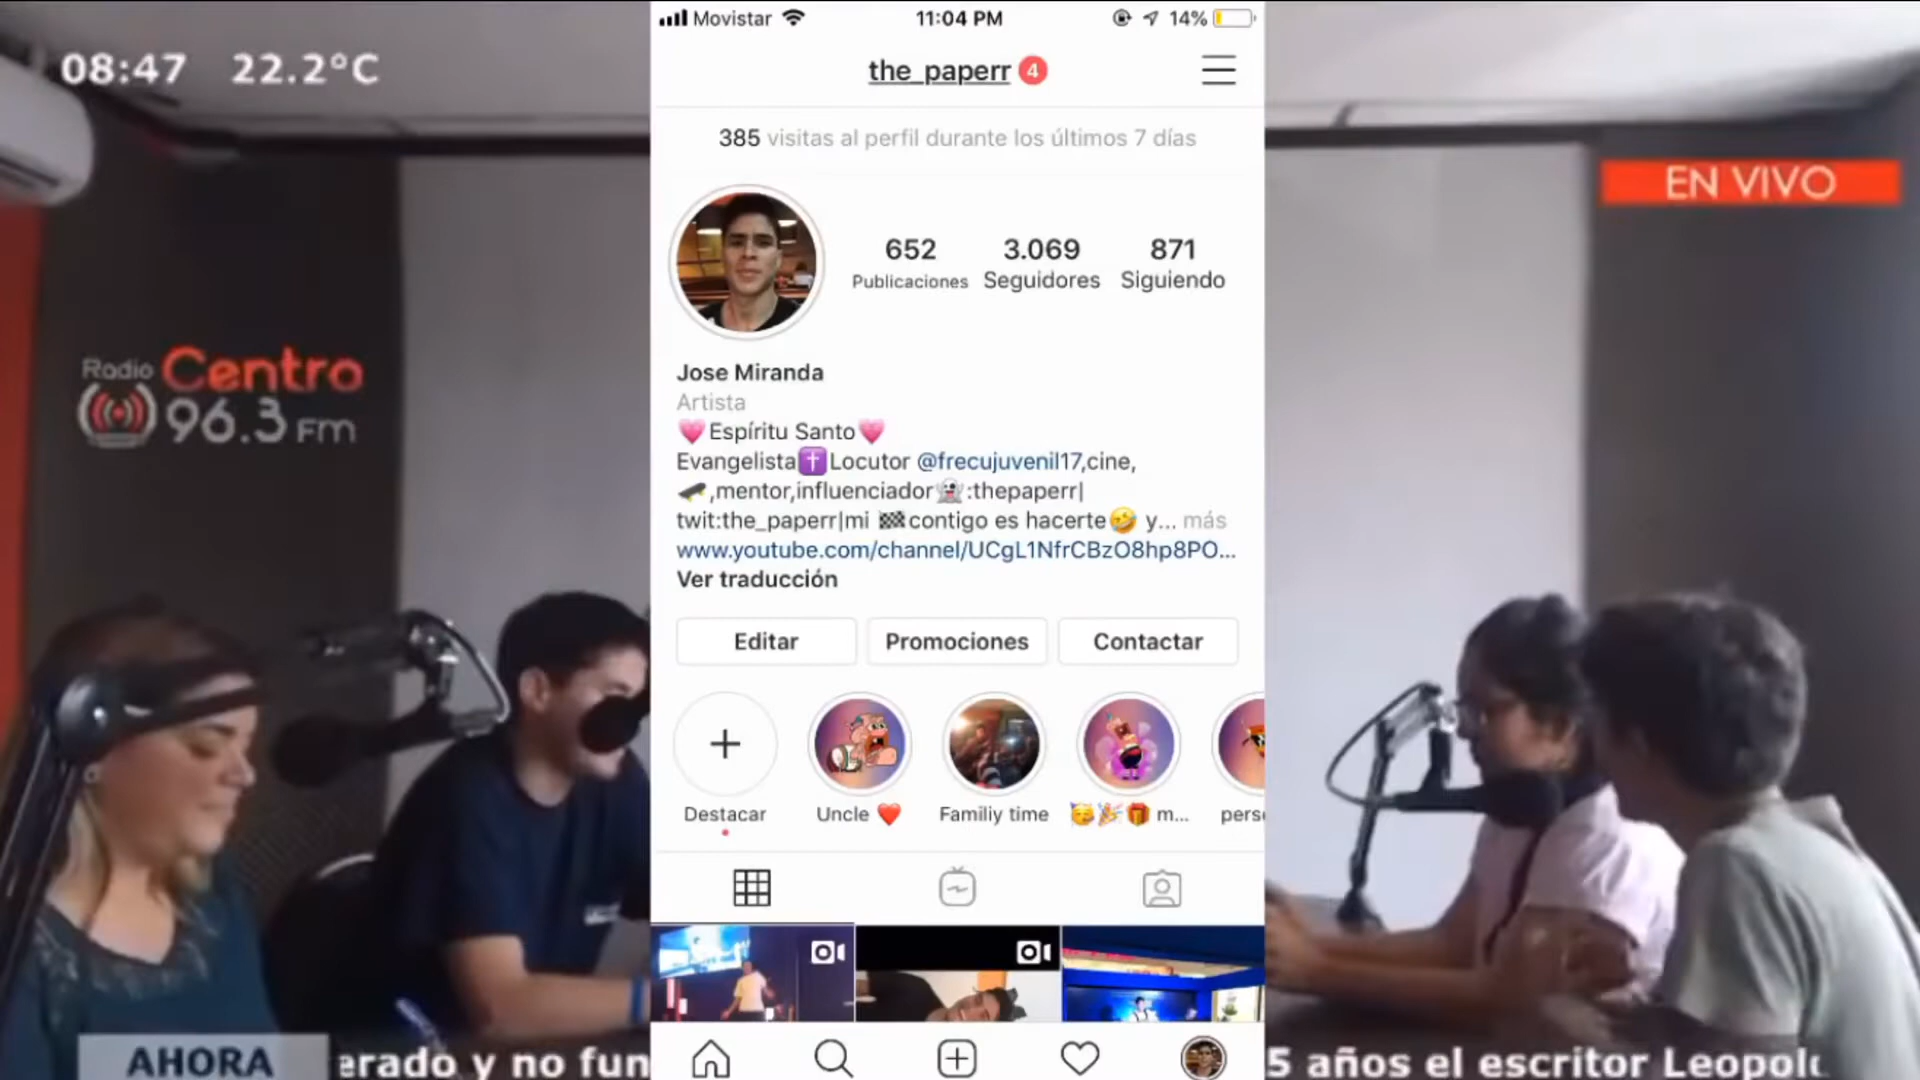 08:47 22.2°C
Movistar 11:04 PM 14%
the_paperr 4
385 visitas al perfil durante los últimos 7 días
EN VIVO
652 3.069 871
Publicaciones Seguidores Siguiendo
Radio Centro
96.3 FM
Jose Miranda
Artista
💗Espíritu Santo💗
Evangelista✝️Locutor @frecujuvenil17,cine,
🛹,mentor,influenciador👻:thepaperr|
twit:the_paperr|mi 🏁contigo es hacerte🤣 y... más
www.youtube.com/channel/UCgL1NfrCBzO8hp8PO...
Ver traducción
Editar Promociones Contactar
Destacar Uncle ❤️ Familiy time 🥳🎉🎁 m... perso
AHORA erado y no fun 5 años el escritor Leopol